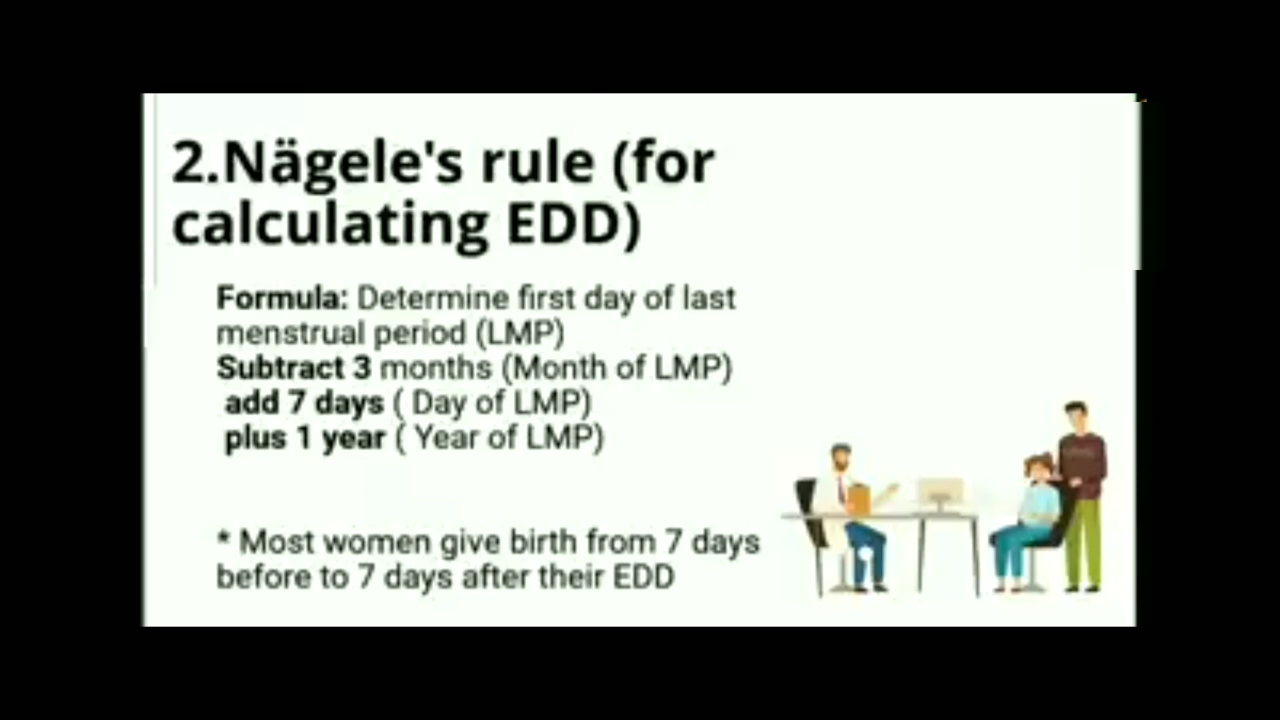 2.Nägele's rule (for
calculating EDD)
Formula: Determine first day of last
menstrual period (LMP)
Subtract 3 months (Month of LMP)
add 7 days ( Day of LMP)
plus 1 year ( Year of LMP)
* Most women give birth from 7 days
before to 7 days after their EDD